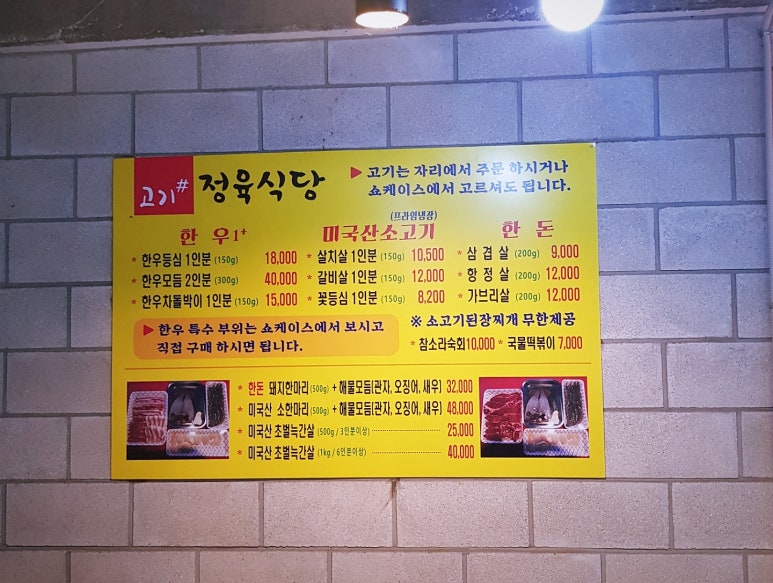 고기# 정육식당
▶ 고기는 자리에서 주문 하시거나
쇼케이스에서 고르셔도 됩니다.
한우1+
* 한우등심 1인분 (150g) 18,000
* 한우모듬 2인분 (300g) 40,000
* 한우차돌박이 1인분 (150g) 15,000
(프라임냉장)
미국산소고기
* 살치살 1인분 (150g) 10,500
* 갈비살 1인분 (150g) 12,000
* 꽃등심 1인분 (150g) 8,200
한돈
* 삼겹살 (200g) 9,000
* 항정살 (200g) 12,000
* 가브리살 (200g) 12,000
▶ 한우 특수 부위는 쇼케이스에서 보시고
직접 구매 하시면 됩니다.
※ 소고기된장찌개 무한제공
* 참소라숙회10,000 * 국물떡볶이 7,000
* 한돈 돼지한마리 (500g) + 해물모듬[관자, 오징어, 새우] 32,000
* 미국산 소한마리 (500g) + 해물모듬[관자, 오징어, 새우] 48,000
* 미국산 초벌늑간살 (500g / 3인분이상) 25,000
* 미국산 초벌늑간살 (1kg / 6인분이상) 40,000